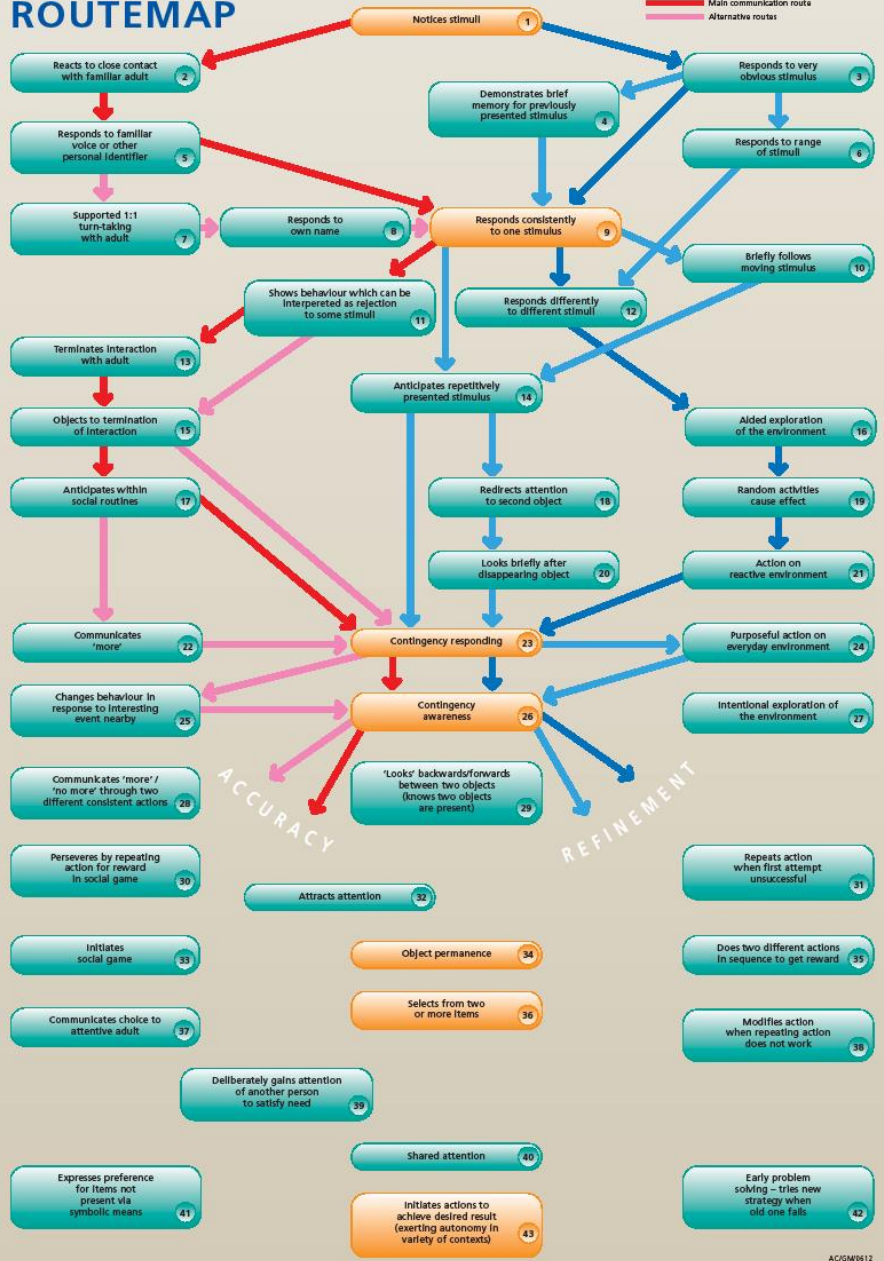 ROUTEMAP
Main communication route
Alternative routes
Notices stimuli
1
Reacts to close contact
with familiar adult
2
Responds to very
obvious stimulus
3
Demonstrates brief
memory for previously
presented stimulus
4
Responds to familiar
voice or other
personal identifier
5
Responds to range
of stimuli
6
Supported 1:1
turn-taking
with adult
7
Responds to
own name
8
Responds consistently
to one stimulus
9
Briefly follows
moving stimulus
10
Shows behaviour which can be
interpereted as rejection
to some stimuli
11
Responds differently
to different stimuli
12
Terminates interaction
with adult
13
Anticipates repetitively
presented stimulus
14
Objects to termination
of interaction
15
Aided exploration
of the environment
16
Anticipates within
social routines
17
Redirects attention
to second object
18
Random activities
cause effect
19
Looks briefly after
disappearing object
20
Action on
reactive environment
21
Communicates
'more'
22
Contingency responding
23
Purposeful action on
everyday environment
24
Changes behaviour in
response to interesting
event nearby
25
Contingency
awareness
26
Intentional exploration of
the environment
27
ACCURACY
REFINEMENT
Communicates 'more' /
'no more' through two
different consistent actions
28
'Looks' backwards/forwards
between two objects
(knows two objects
are present)
29
Perseveres by repeating
action for reward
in social game
30
Repeats action
when first attempt
unsuccessful
31
Attracts attention
32
Initiates
social game
33
Object permanence
34
Does two different actions
in sequence to get reward
35
Selects from two
or more items
36
Communicates choice to
attentive adult
37
Modifies action
when repeating action
does not work
38
Deliberately gains attention
of another person
to satisfy need
39
Shared attention
40
Expresses preference
for items not
present via
symbolic means
41
Early problem
solving – tries new
strategy when
old one fails
42
Initiates actions to
achieve desired result
(exerting autonomy in
variety of contexts)
43
AC/GM/0612